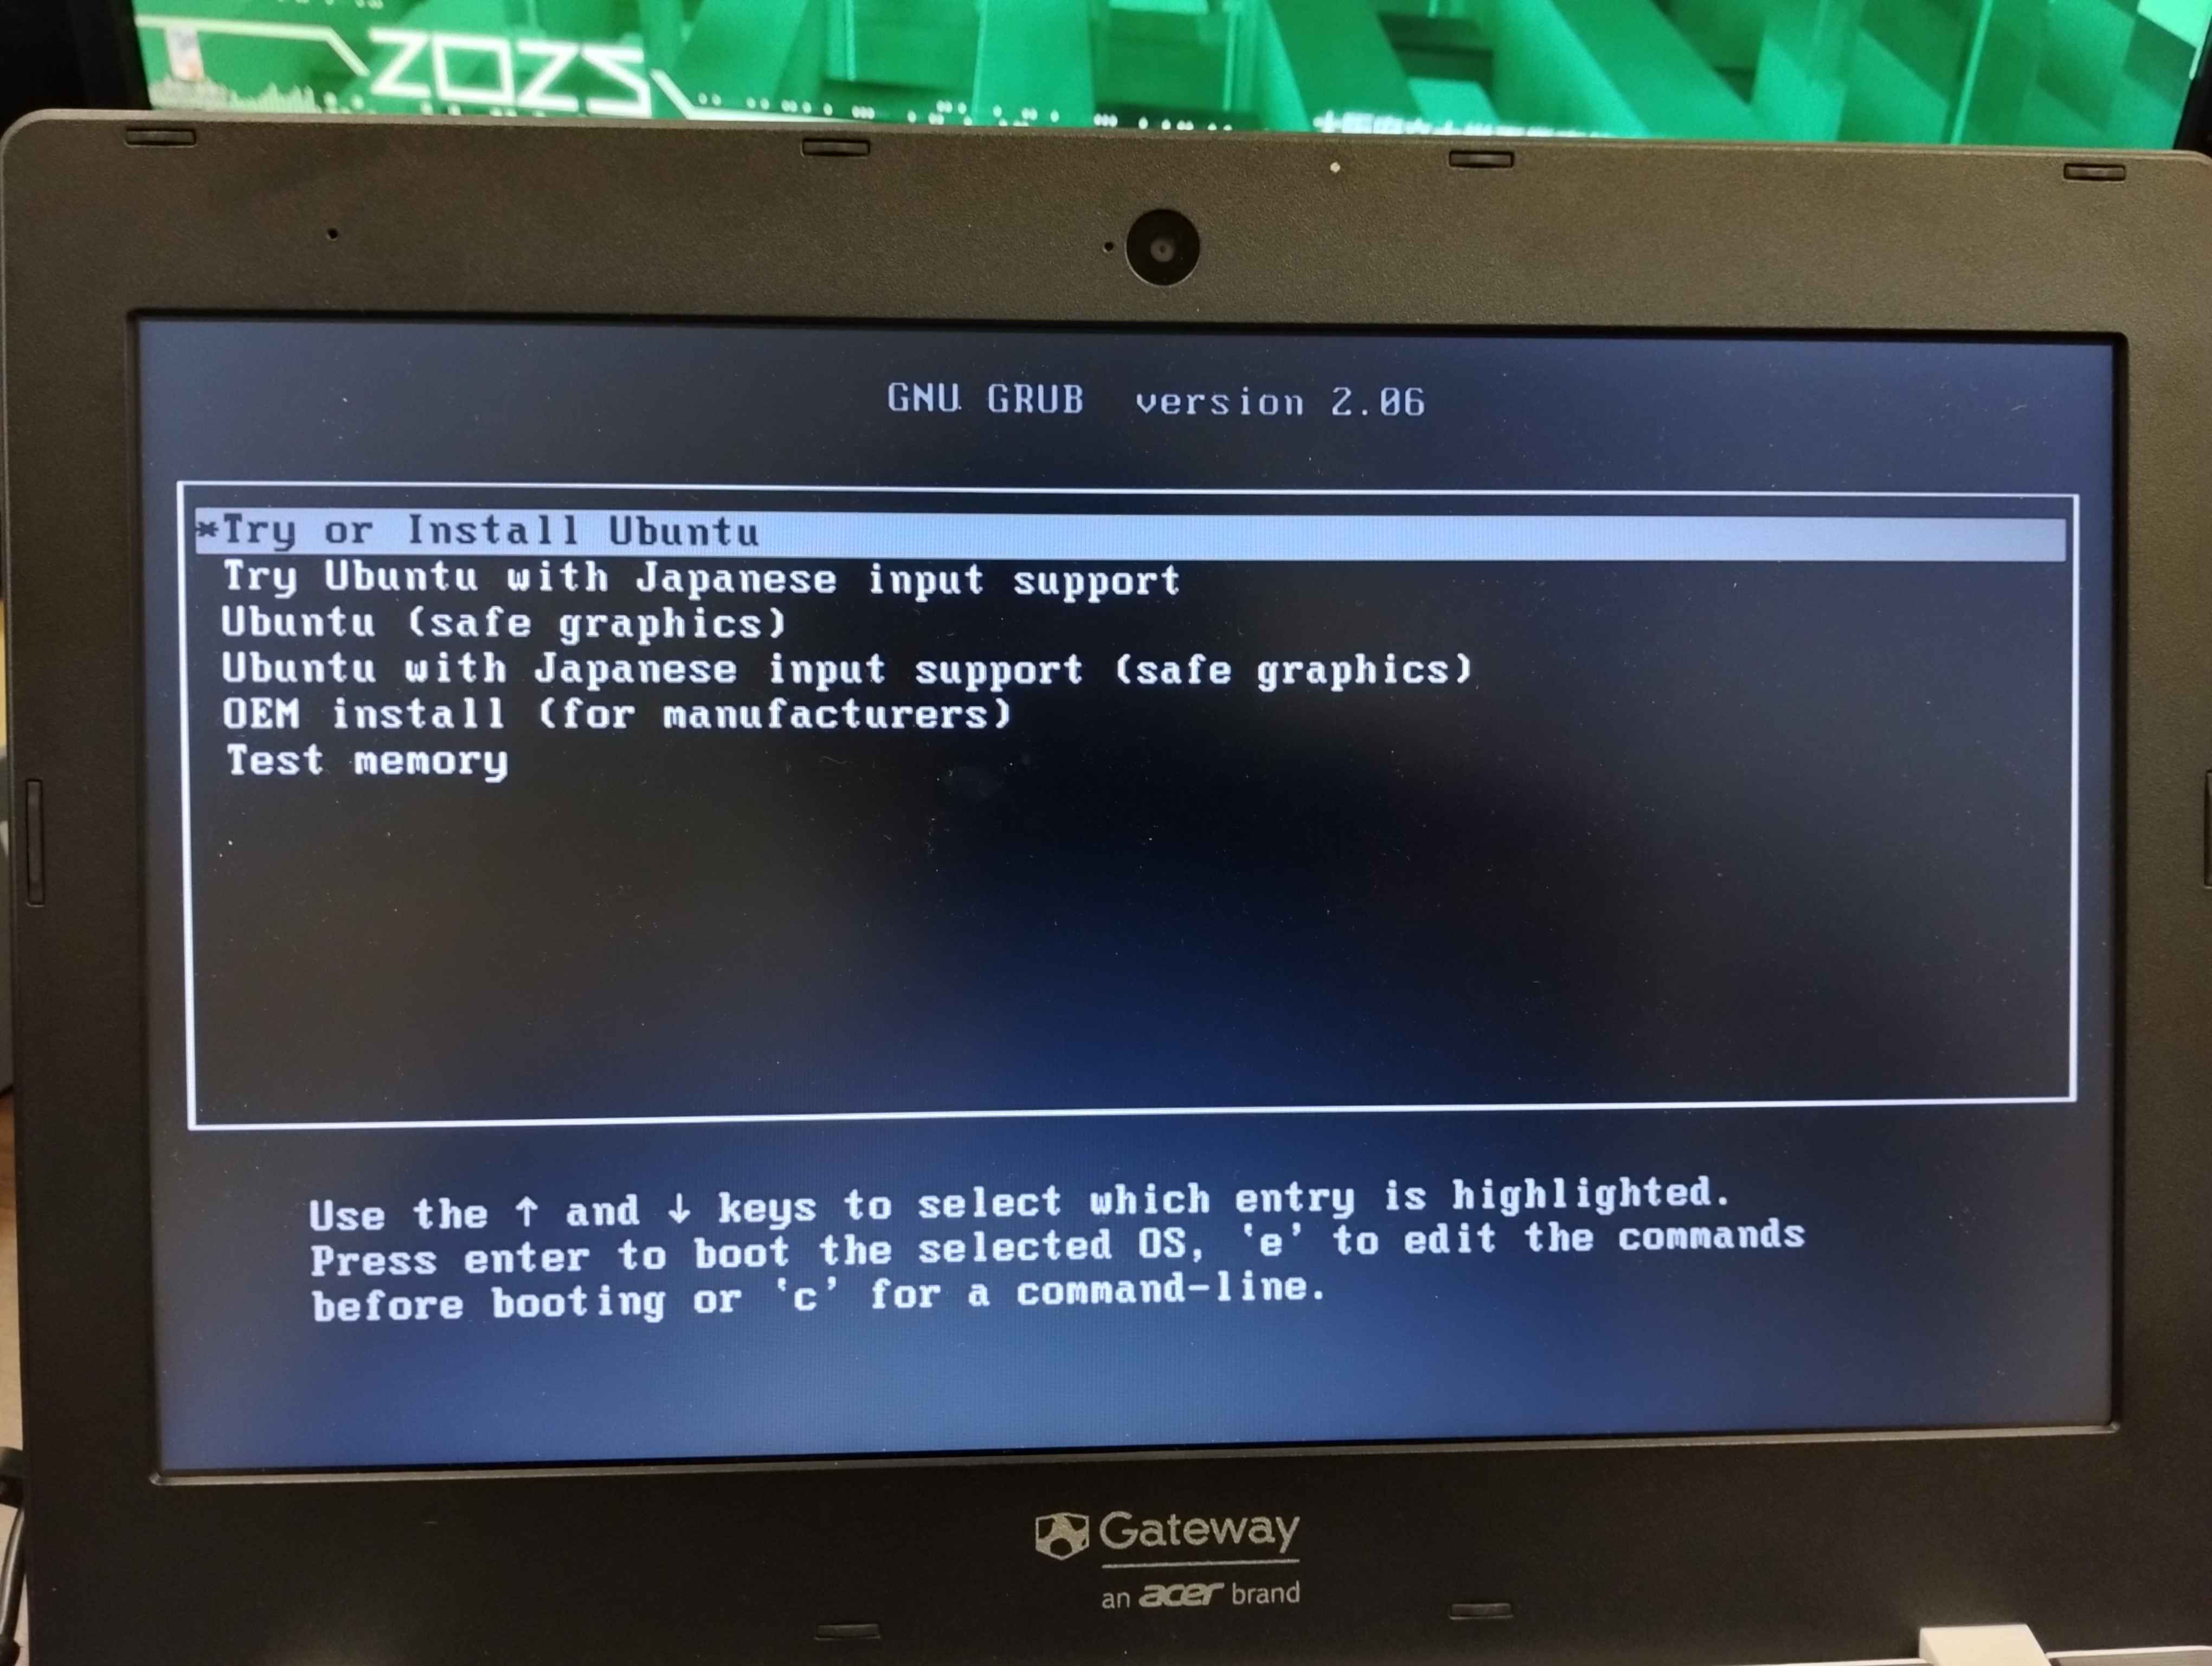 2025
GNU GRUB version 2.06
*Try or Install Ubuntu
Try Ubuntu with Japanese input support
Ubuntu (safe graphics)
Ubuntu with Japanese input support (safe graphics)
OEM install (for manufacturers)
Test memory
Use the ↑ and ↓ keys to select which entry is highlighted.
Press enter to boot the selected OS, `e' to edit the commands
before booting or `c' for a command-line.
Gateway
an acer brand